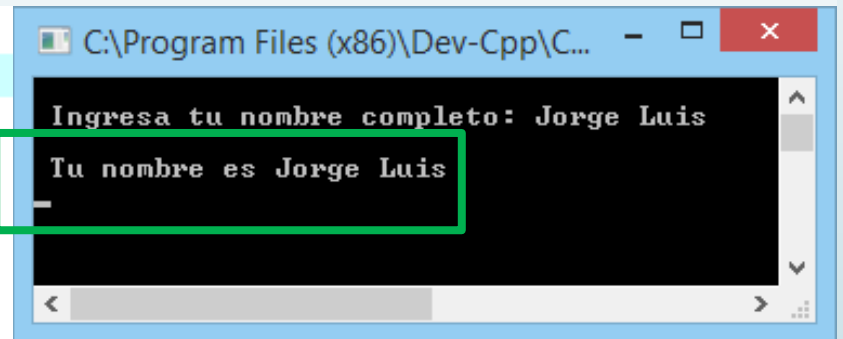 C:\Program Files (x86)\Dev-Cpp\C...
Ingresa tu nombre completo: Jorge Luis
Tu nombre es Jorge Luis